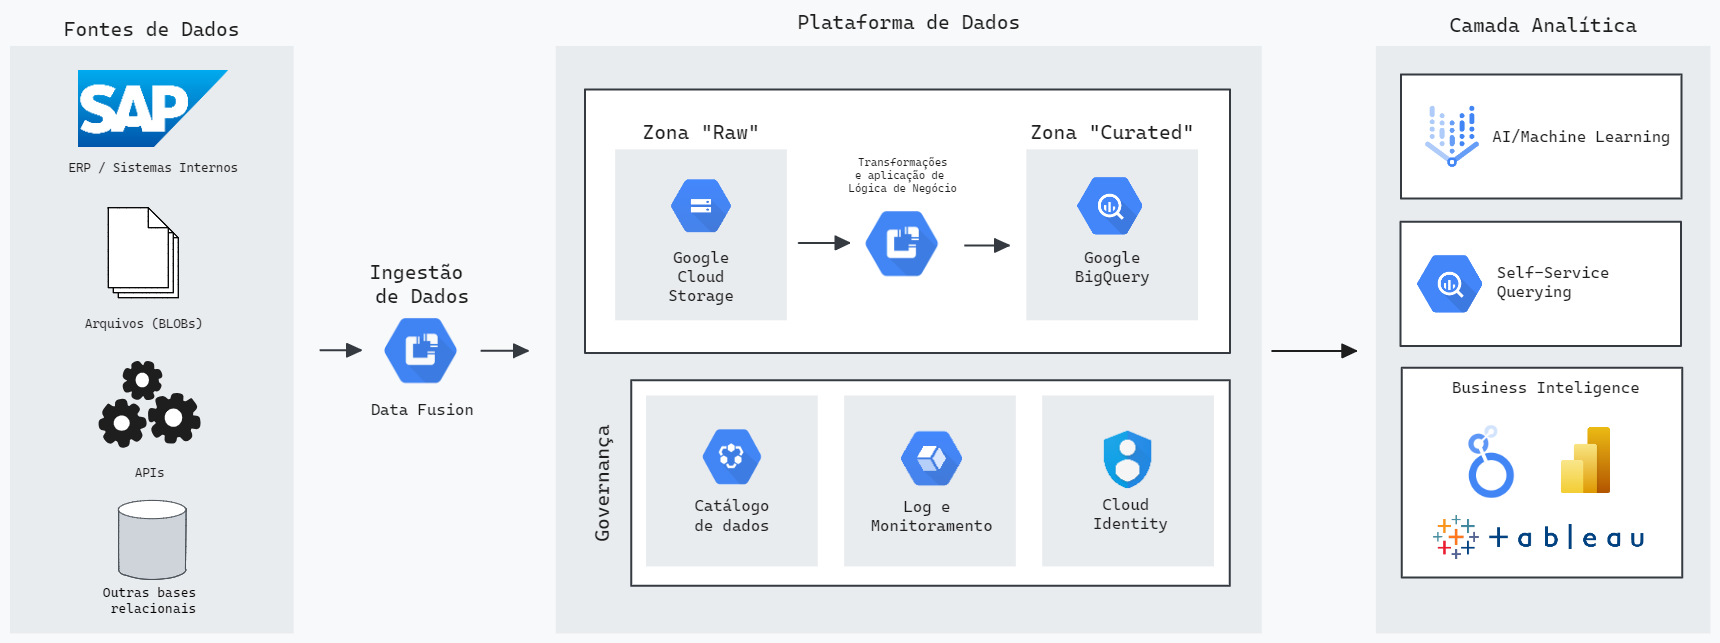 Fontes de Dados
SAP
ERP / Sistemas Internos
Arquivos (BLOBs)
APIs
Outras bases
relacionais
Ingestão
de Dados
Data Fusion
Plataforma de Dados
Zona "Raw"
Google
Cloud
Storage
Transformações
e aplicação de
Lógica de Negócio
Zona "Curated"
Google
BigQuery
Governança
Catálogo
de dados
Log e
Monitoramento
Cloud
Identity
Camada Analítica
AI/Machine Learning
Self-Service
Querying
Business Inteligence
+ableau